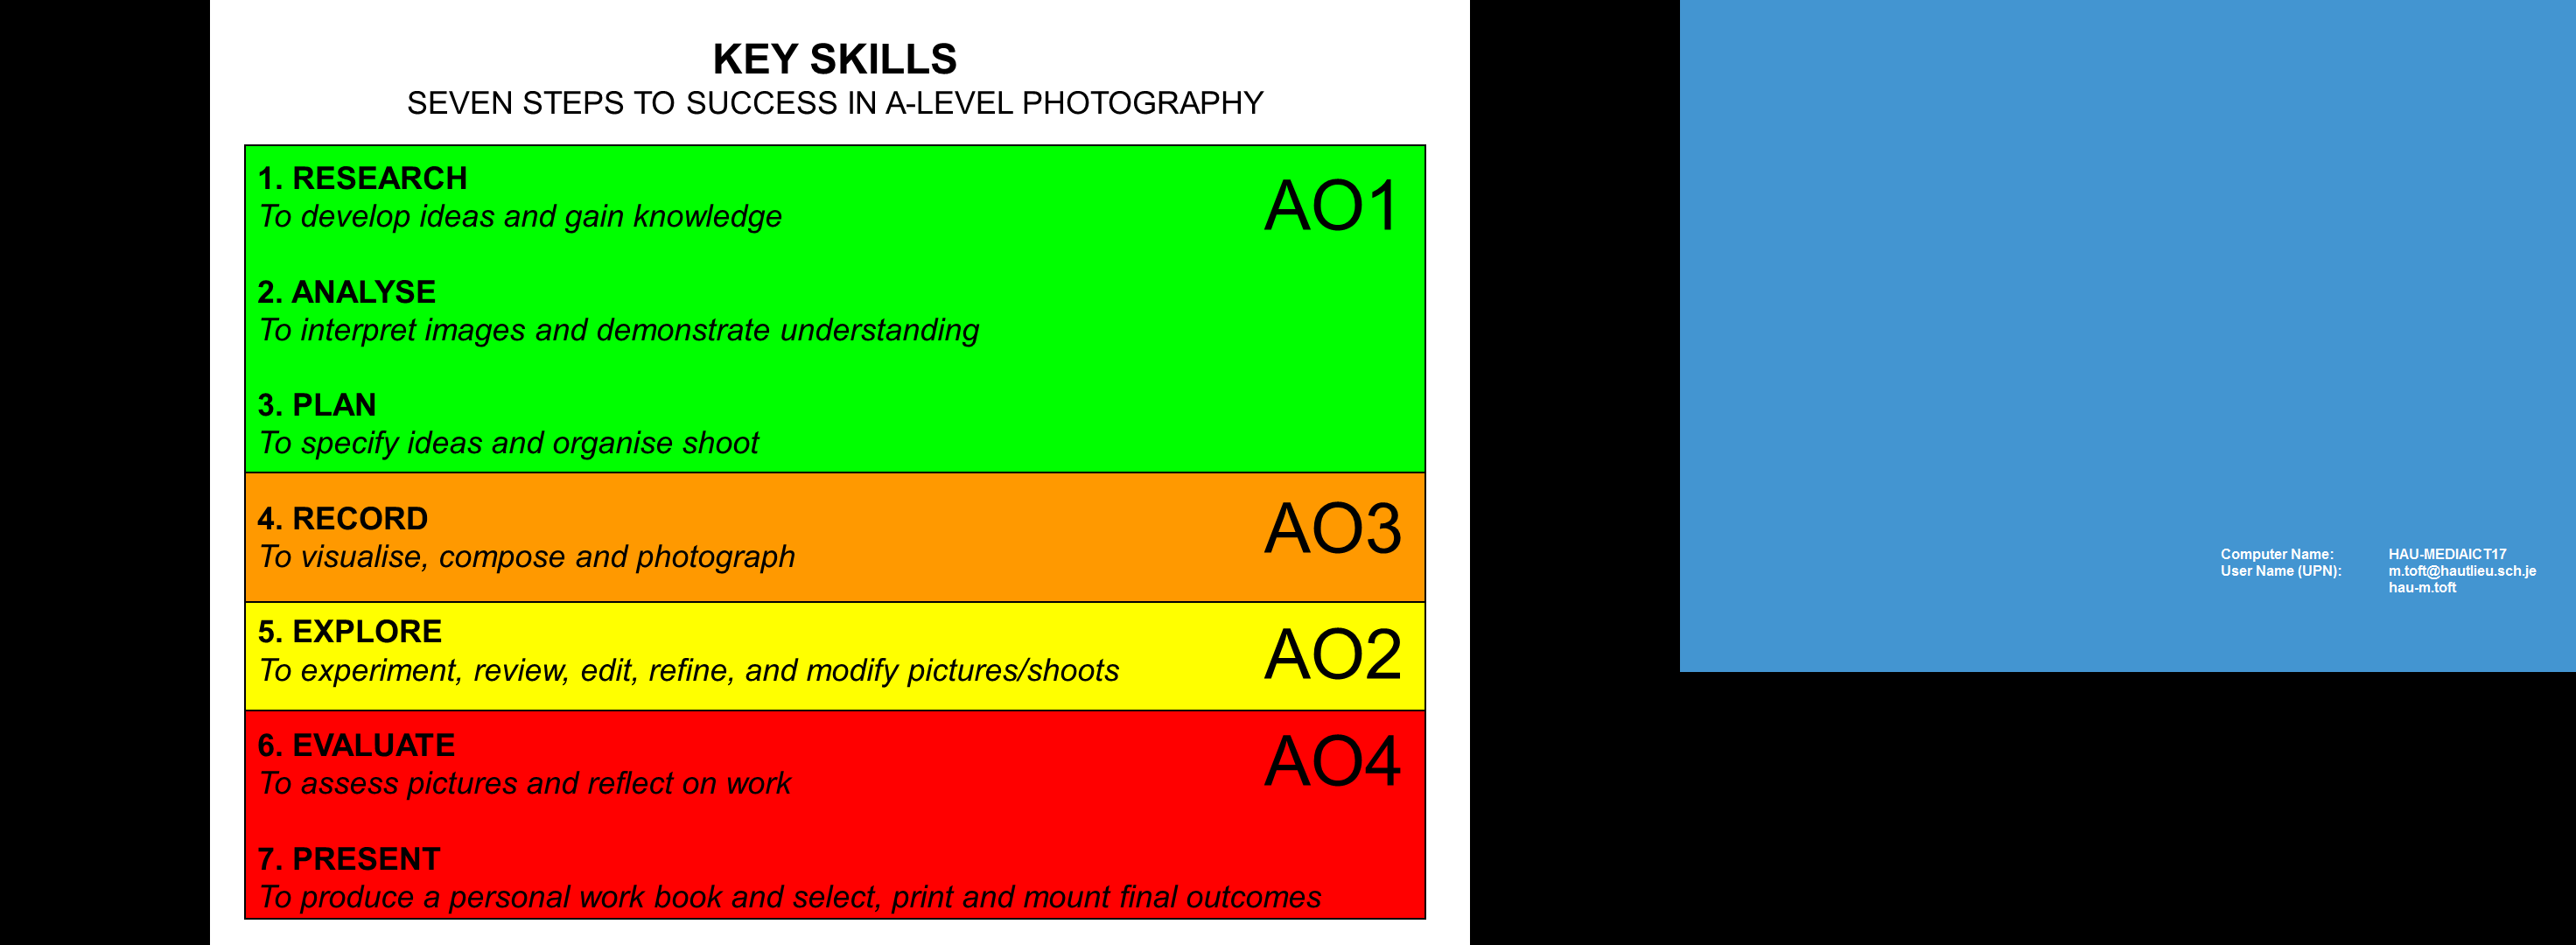 KEY SKILLS
SEVEN STEPS TO SUCCESS IN A-LEVEL PHOTOGRAPHY
1. RESEARCH
To develop ideas and gain knowledge
AO1
2. ANALYSE
To interpret images and demonstrate understanding
3. PLAN
To specify ideas and organise shoot
4. RECORD
To visualise, compose and photograph
AO3
5. EXPLORE
To experiment, review, edit, refine, and modify pictures/shoots
AO2
6. EVALUATE
To assess pictures and reflect on work
AO4
7. PRESENT
To produce a personal work book and select, print and mount final outcomes
Computer Name: HAU-MEDIAICT17
User Name (UPN): m.toft@hautlieu.sch.je
hau-m.toft